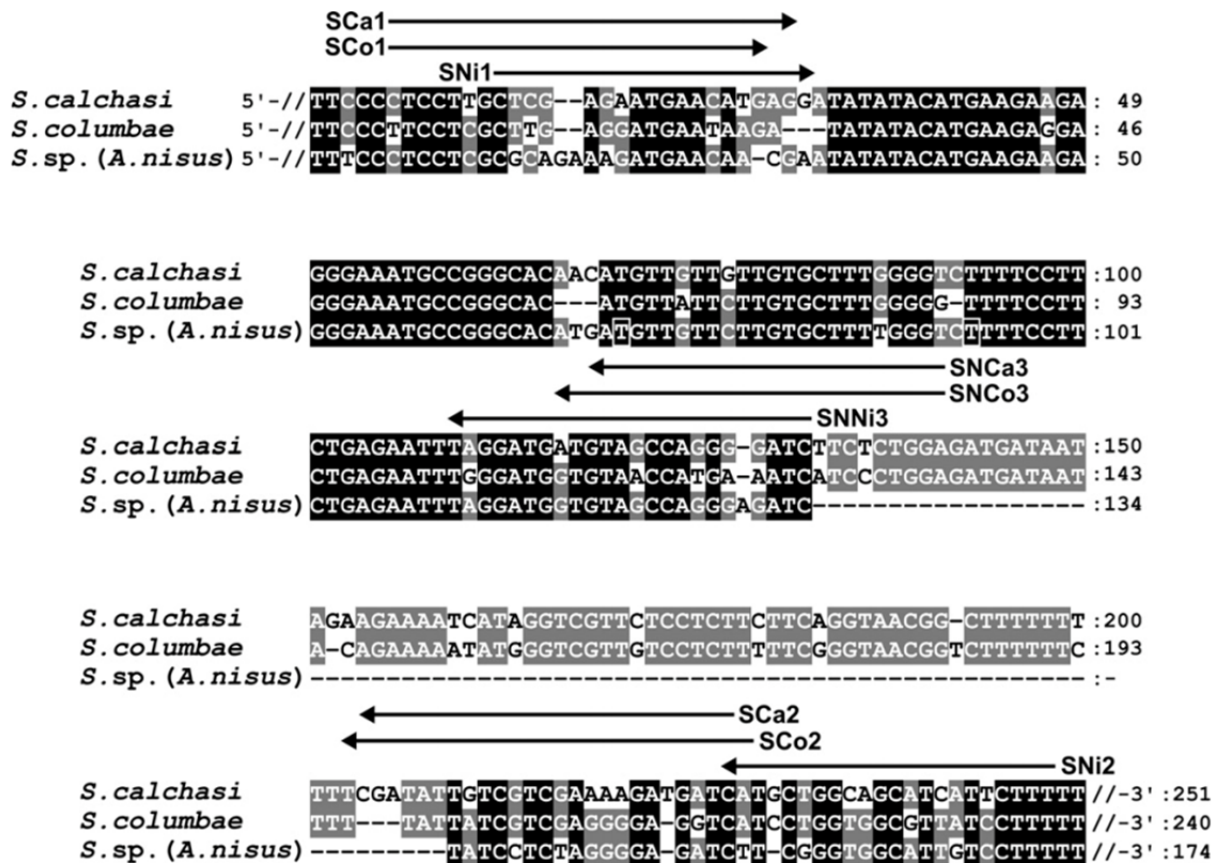 SCa1
SCo1
SNi1
S.calchasi 5'-// TTCCCCTCCTTGCTCG--AGAATGAACATGAGGATATATACATGAAGAAGA : 49
S.columbae 5'-// TTCCCTTCCTCGCTTG--AGGATGAATAAGA---TATATACATGAAGAGGA : 46
S.sp.(A.nisus) 5'-// TTTCCCTCCTCGCGCAGAAAGATGAACAA-CGAATATATACATGAAGAAGA : 50
S.calchasi GGGAAATGCCGGGCACAACATGTTGTTGTTGTGCTTTGGGGTCTTTTCCTT :100
S.columbae GGGAAATGCCGGGCAC---ATGTTATTCTTGTGCTTTGGGGG-TTTTCCTT : 93
S.sp.(A.nisus) GGGAAATGCCGGGCACATGATGTTGTTCTTGTGCTTTTGGGTCTTTTCCTT :101
SNCa3
SNCo3
SNNi3
S.calchasi CTGAGAATTTAGGATGATGTAGCCAGGG-GATCTTCTCTGGAGATGATAAT :150
S.columbae CTGAGAATTTGGGATGGTGTAACCATGA-AATCATCCCTGGAGATGATAAT :143
S.sp.(A.nisus) CTGAGAATTTAGGATGGTGTAGCCAGGGAGATC------------------ :134
S.calchasi AGAAGAAAATCATAGGTCGTTCTCCTCTTCTTCAGGTAACGG-CTTTTTTT :200
S.columbae A-CAGAAAAATATGGGTCGTTGTCCTCTTTTTCGGGTAACGGTCTTTTTTC :193
S.sp.(A.nisus) --------------------------------------------------- :-
SCa2
SCo2
SNi2
S.calchasi TTTCGATATTGTCGTCGAAAAGATGATCATGCTGGCAGCATCATTCTTTTT //-3':251
S.columbae TTT---TATTATCGTCGAGGGGA-GGTCATCCTGGTGGCGTTATCCTTTTT //-3':240
S.sp.(A.nisus) ---------TATCCTCTAGGGGA-GATCTT-CGGGTGGCATTGTCCTTTTT //-3':174